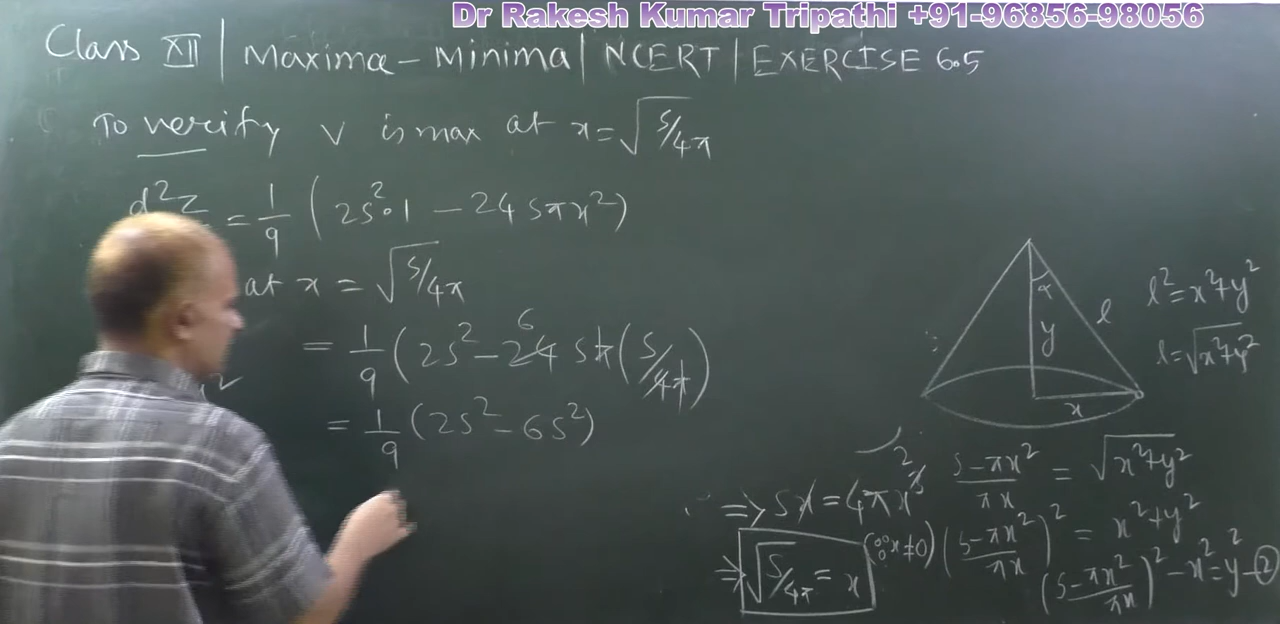 Dr Rakesh Kumar Tripathi +91-96856-98056
Class XII | Maxima - Minima | NCERT | EXERCISE 6.5
To verify V is max at x = √S/4π
d²z = 1/9 (2S²·1 - 24Sπx²)
at x = √S/4π
= 1/9 (2S² - 24 6 Sπ(S/4π)
= 1/9 (2S² - 6S²)
α
y
l
x
l² = x²+y²
l = √x²+y²
S-πx²/πx = √x²+y²
⇒ Sx = 4πx³ 2
(∵x≠0) (S-πx²/πx)² = x²+y²
⇒ √S/4π = x
(S-πx²/πx)² - x² = y² - ②